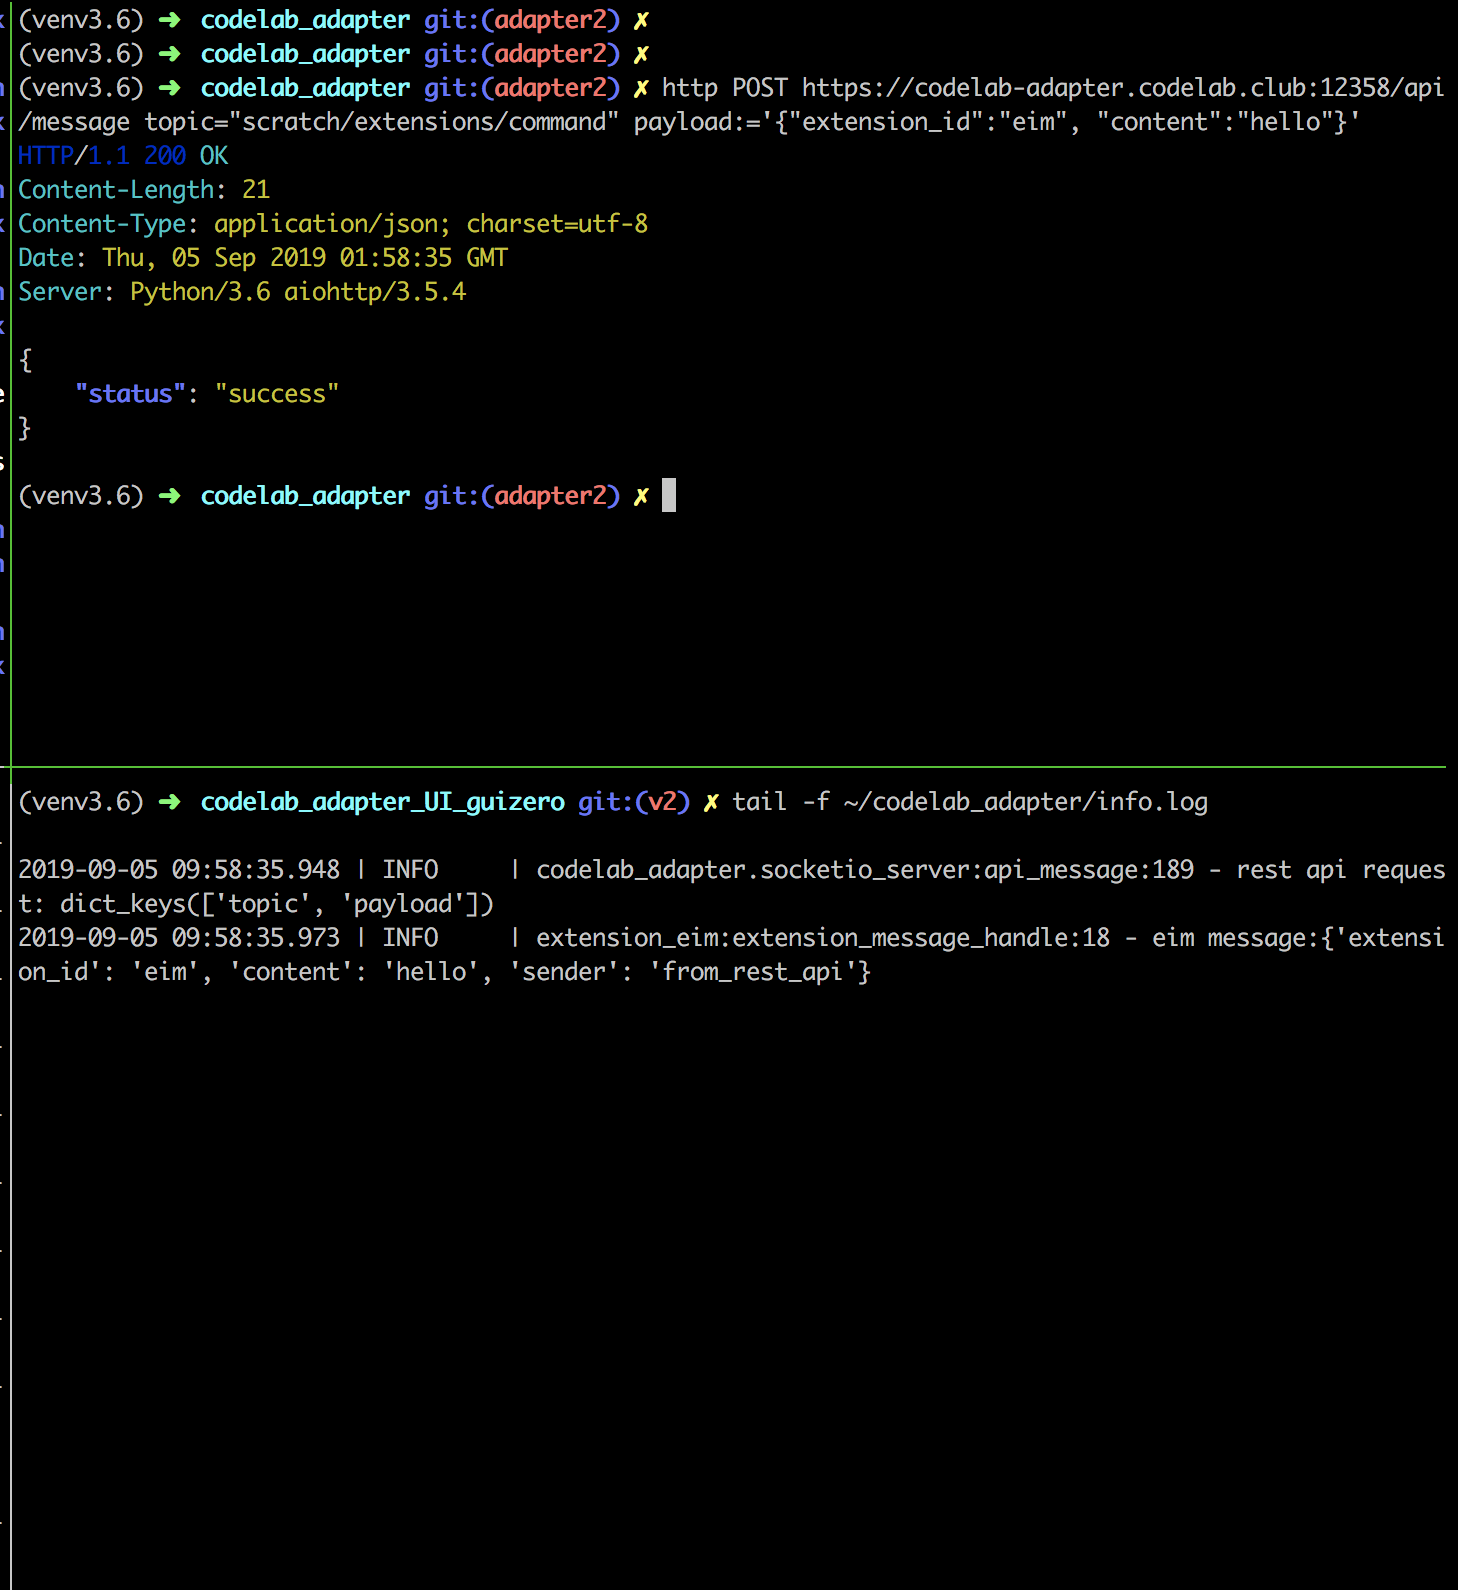 (venv3.6) ➜  codelab_adapter git:(adapter2) ✗
(venv3.6) ➜  codelab_adapter git:(adapter2) ✗
(venv3.6) ➜  codelab_adapter git:(adapter2) ✗ http POST https://codelab-adapter.codelab.club:12358/api
/message topic="scratch/extensions/command" payload:='{"extension_id":"eim", "content":"hello"}'
HTTP/1.1 200 OK
Content-Length: 21
Content-Type: application/json; charset=utf-8
Date: Thu, 05 Sep 2019 01:58:35 GMT
Server: Python/3.6 aiohttp/3.5.4
{
    "status": "success"
}
(venv3.6) ➜  codelab_adapter git:(adapter2) ✗
(venv3.6) ➜  codelab_adapter_UI_guizero git:(v2) ✗ tail -f ~/codelab_adapter/info.log
2019-09-05 09:58:35.948 | INFO     | codelab_adapter.socketio_server:api_message:189 - rest api reques
t: dict_keys(['topic', 'payload'])
2019-09-05 09:58:35.973 | INFO     | extension_eim:extension_message_handle:18 - eim message:{'extensi
on_id': 'eim', 'content': 'hello', 'sender': 'from_rest_api'}